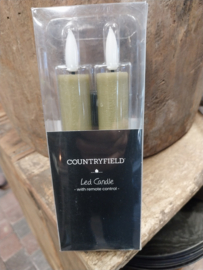 COUNTRYFIELD®
Led Candle
- with remote control -